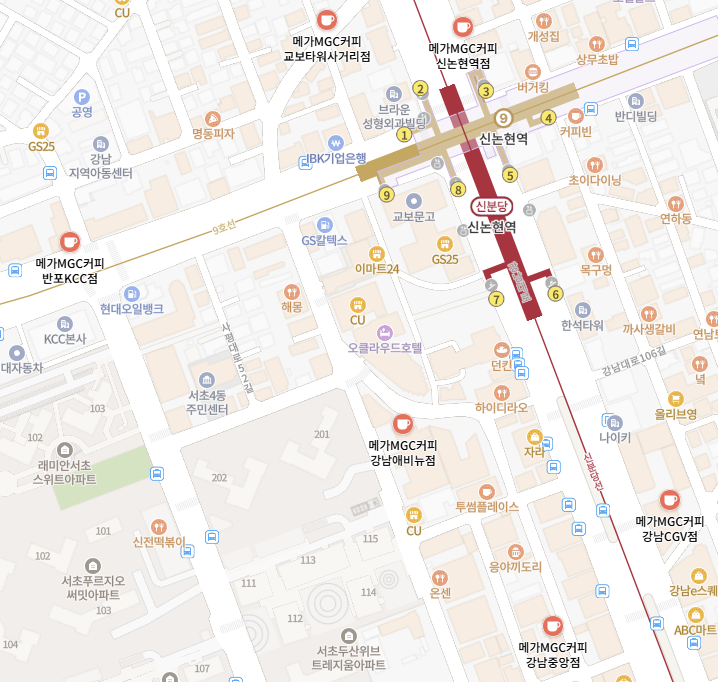 CU
메가MGC커피
교보타워사거리점
메가MGC커피
신논현역점
개성집
상무초밥
버거킹
공영
GS25
강남
지역아동센터
명동피자
브라운
성형외과빌딩
2
3
1
4
9
신논현역
커피빈
반디빌딩
IBK기업은행
초이다이닝
9
8
5
교보문고
신분당
신논현역
연하동
메가MGC커피
반포KCC점
9호선
GS칼텍스
이마트24
GS25
목구멍
현대오일뱅크
해몽
CU
7
6
한석타워
까사생갈비
KCC본사
대자동차
사평대로52길
오클라우드호텔
던킨
강남대로106길
넉
서초4동
주민센터
하이디라오
올리브영
103
102
201
메가MGC커피
강남애비뉴점
나이키
자라
래미안서초
스위트아파트
202
신분당선
투썸플레이스
메가MGC커피
강남CGV점
CU
101
신전떡볶이
115
113
응야끼도리
102
서초푸르지오
써밋아파트
111
114
온센
강남e스퀘
103
112
ABC마트
104
서초두산위브
트레지움아파트
메가MGC커피
강남중앙점
107